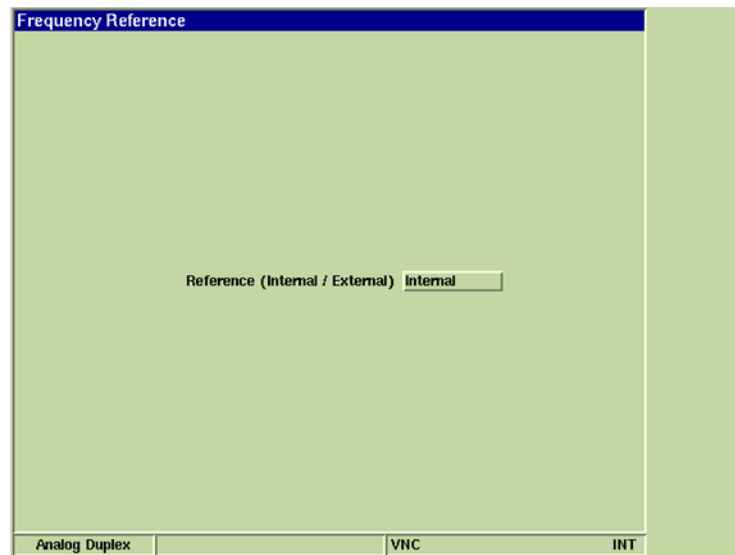 Frequency Reference
Reference (Internal / External) Internal
Analog Duplex VNC INT